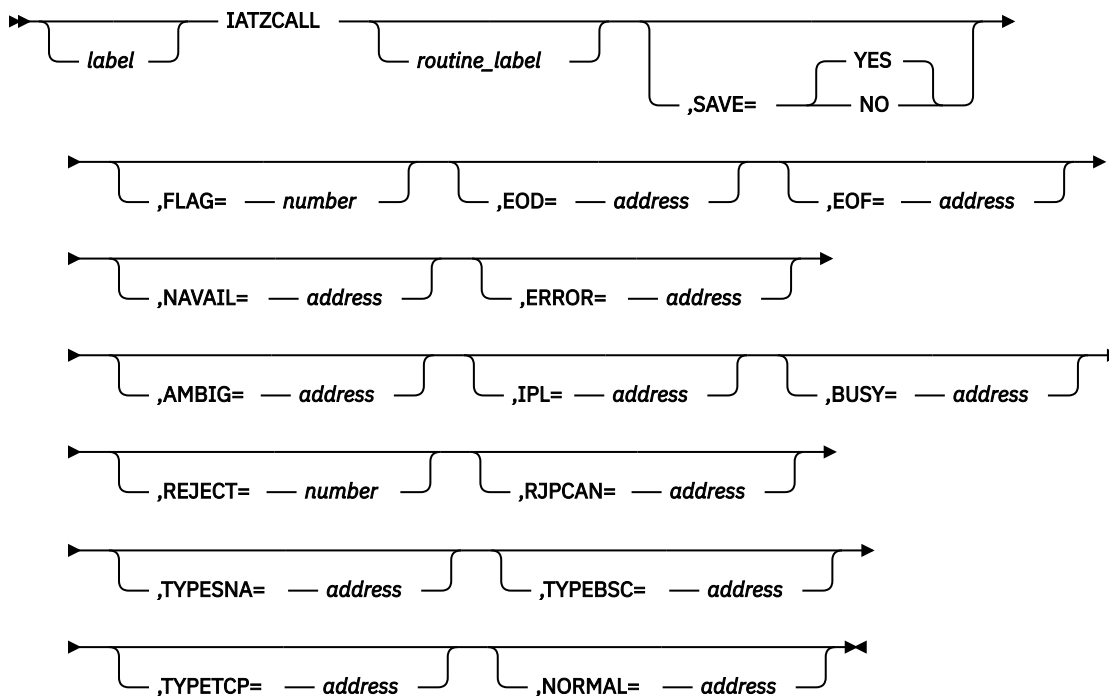 IATZCALL
label
routine_label
YES
,SAVE= NO
,FLAG= number ,EOD= address ,EOF= address
,NAVAIL= address ,ERROR= address
,AMBIG= address ,IPL= address ,BUSY= address
,REJECT= number ,RJPCAN= address
,TYPESNA= address ,TYPEBSC= address
,TYPETCP= address ,NORMAL= address